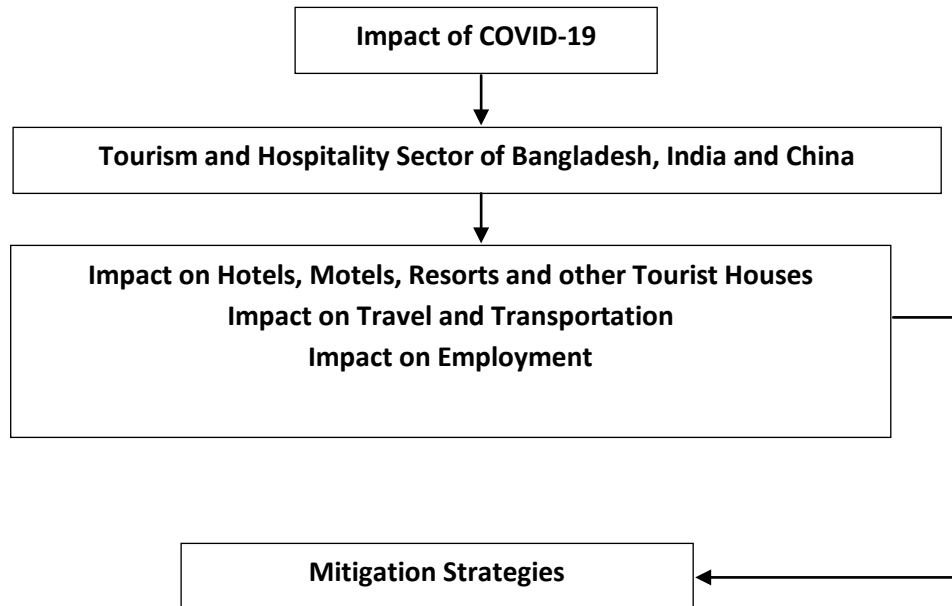 Impact of COVID-19
Tourism and Hospitality Sector of Bangladesh, India and China
Impact on Hotels, Motels, Resorts and other Tourist Houses
Impact on Travel and Transportation
Impact on Employment
Mitigation Strategies